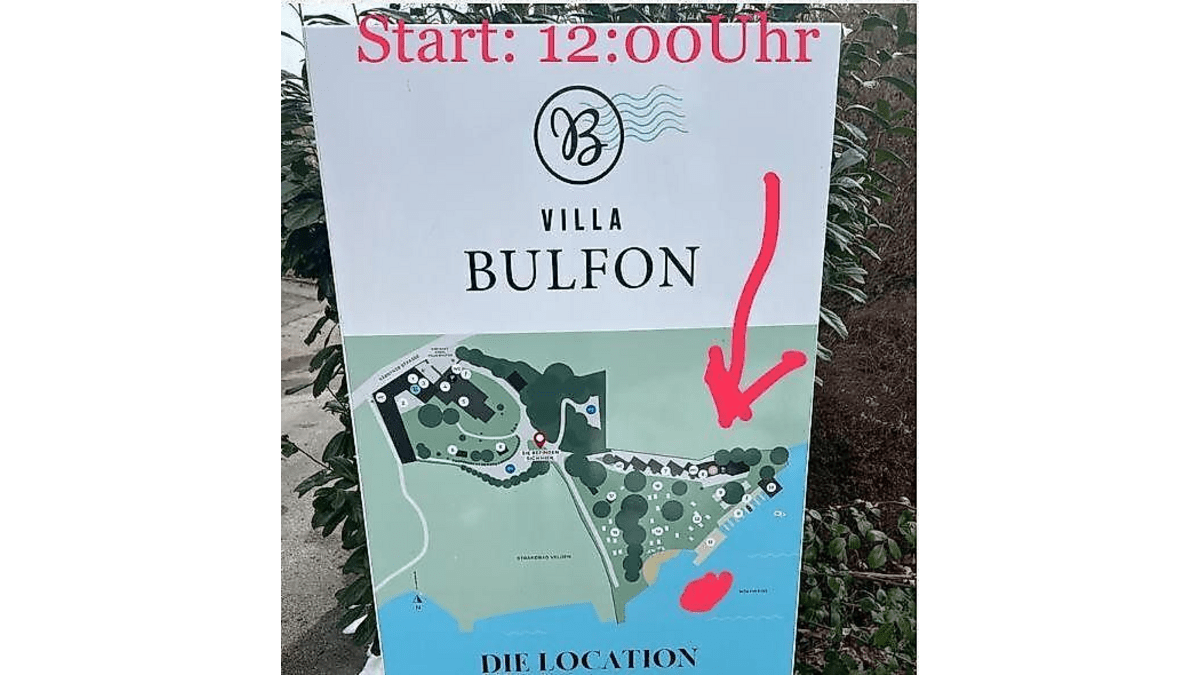 Start: 12:00Uhr
B
VILLA
BULFON
SIE BEFINDEN
SICH HIER
STRANDBAD VELDEN
N
DIE LOCATION